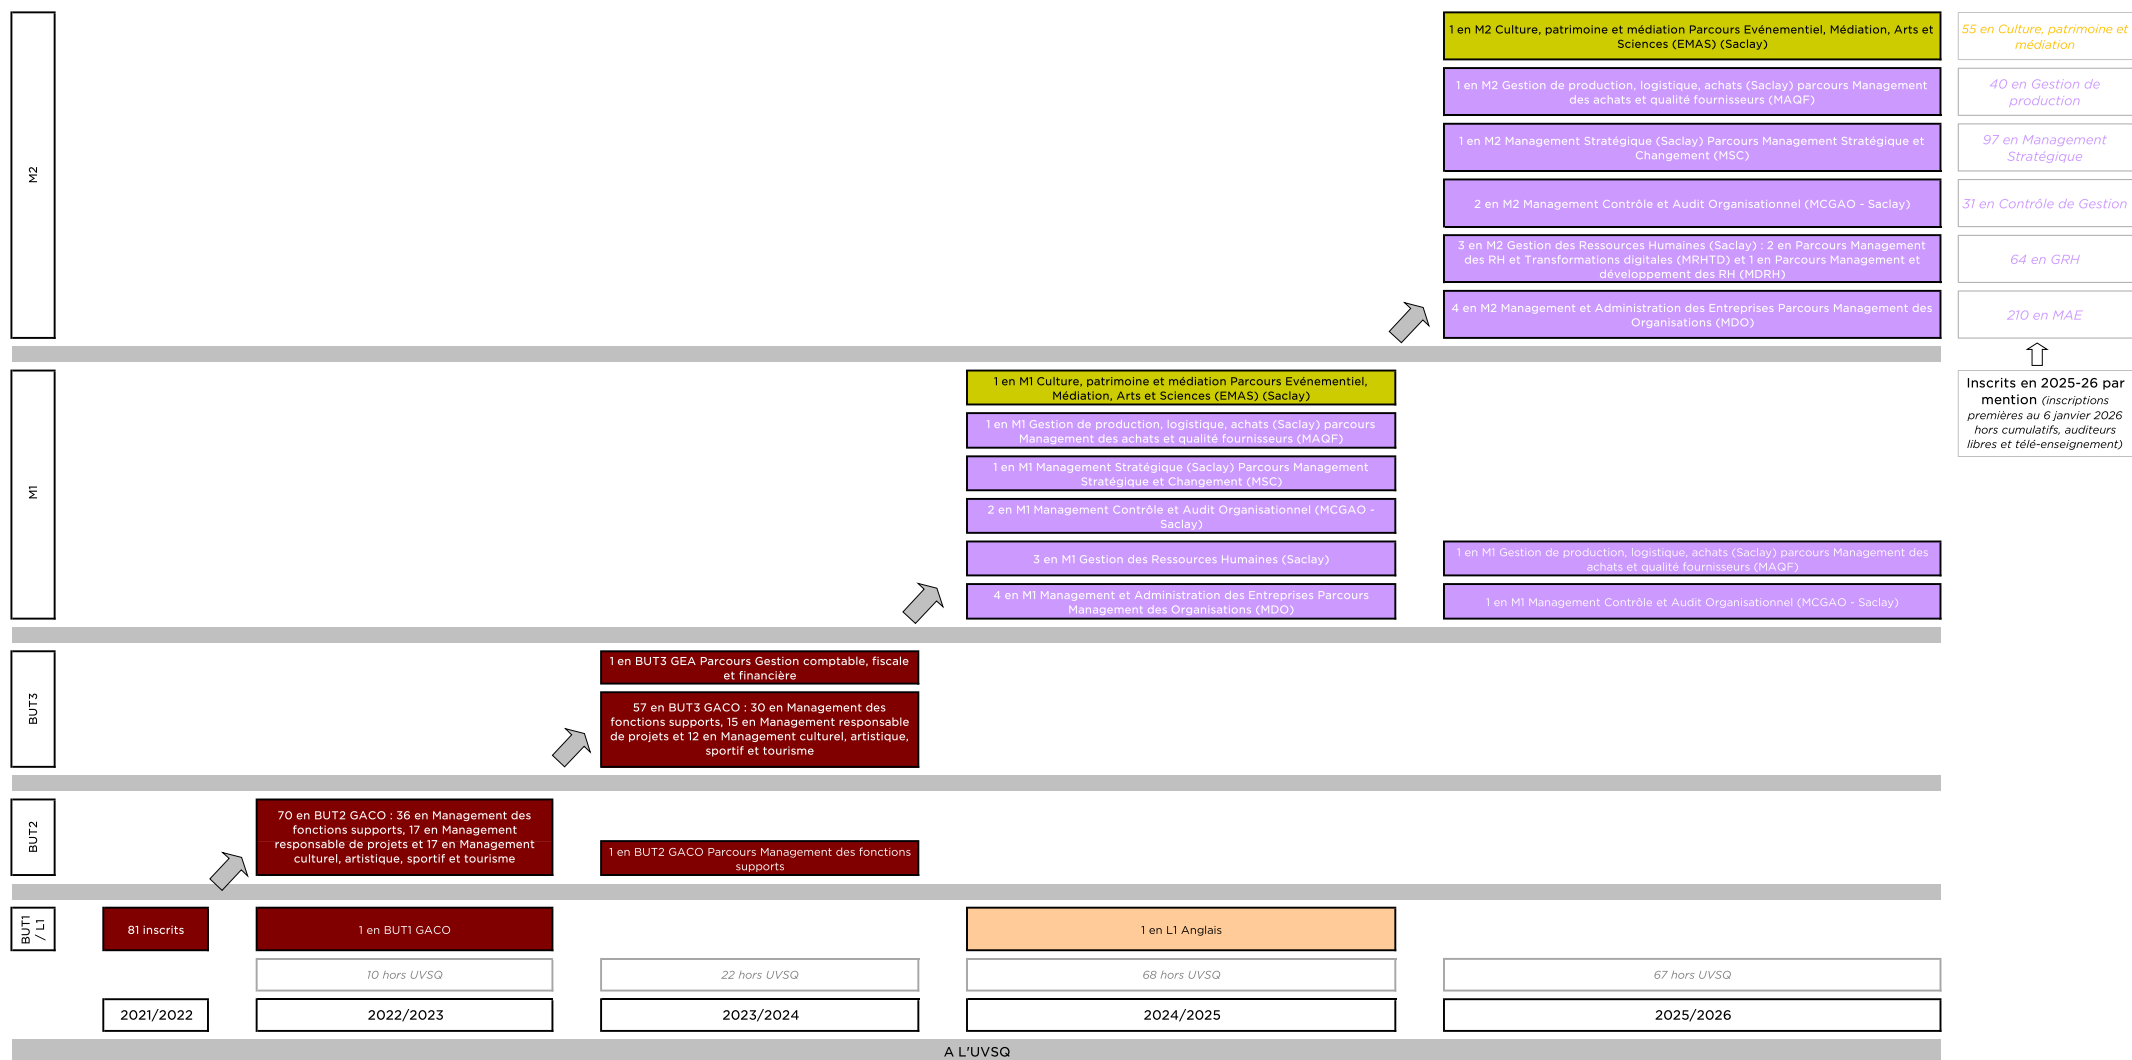 M2
1 en M2 Culture, patrimoine et médiation Parcours Evénementiel, Médiation, Arts et
Sciences (EMAS) (Saclay)
55 en Culture, patrimoine et
médiation
1 en M2 Gestion de production, logistique, achats (Saclay) parcours Management
des achats et qualité fournisseurs (MAQF)
40 en Gestion de
production
1 en M2 Management Stratégique (Saclay) Parcours Management Stratégique et
Changement (MSC)
97 en Management
Stratégique
2 en M2 Management Contrôle et Audit Organisationnel (MCGAO - Saclay)
31 en Contrôle de Gestion
3 en M2 Gestion des Ressources Humaines (Saclay) : 2 en Parcours Management
des RH et Transformations digitales (MRHTD) et 1 en Parcours Management et
développement des RH (MDRH)
64 en GRH
4 en M2 Management et Administration des Entreprises Parcours Management des
Organisations (MDO)
210 en MAE
Inscrits en 2025-26 par
mention (inscriptions
premières au 6 janvier 2026
hors cumulatifs, auditeurs
libres et télé-enseignement)
M1
1 en M1 Culture, patrimoine et médiation Parcours Evénementiel,
Médiation, Arts et Sciences (EMAS) (Saclay)
1 en M1 Gestion de production, logistique, achats (Saclay) parcours
Management des achats et qualité fournisseurs (MAQF)
1 en M1 Management Stratégique (Saclay) Parcours Management
Stratégique et Changement (MSC)
2 en M1 Management Contrôle et Audit Organisationnel (MCGAO -
Saclay)
3 en M1 Gestion des Ressources Humaines (Saclay)
1 en M1 Gestion de production, logistique, achats (Saclay) parcours Management des
achats et qualité fournisseurs (MAQF)
4 en M1 Management et Administration des Entreprises Parcours
Management des Organisations (MDO)
1 en M1 Management Contrôle et Audit Organisationnel (MCGAO - Saclay)
BUT3
1 en BUT3 GEA Parcours Gestion comptable, fiscale
et financière
57 en BUT3 GACO : 30 en Management des
fonctions supports, 15 en Management responsable
de projets et 12 en Management culturel, artistique,
sportif et tourisme
BUT2
70 en BUT2 GACO : 36 en Management des
fonctions supports, 17 en Management
responsable de projets et 17 en Management
culturel, artistique, sportif et tourisme
1 en BUT2 GACO Parcours Management des fonctions
supports
BUT1
/ L1
81 inscrits
1 en BUT1 GACO
1 en L1 Anglais
10 hors UVSQ
22 hors UVSQ
68 hors UVSQ
67 hors UVSQ
2021/2022
2022/2023
2023/2024
2024/2025
2025/2026
A L'UVSQ